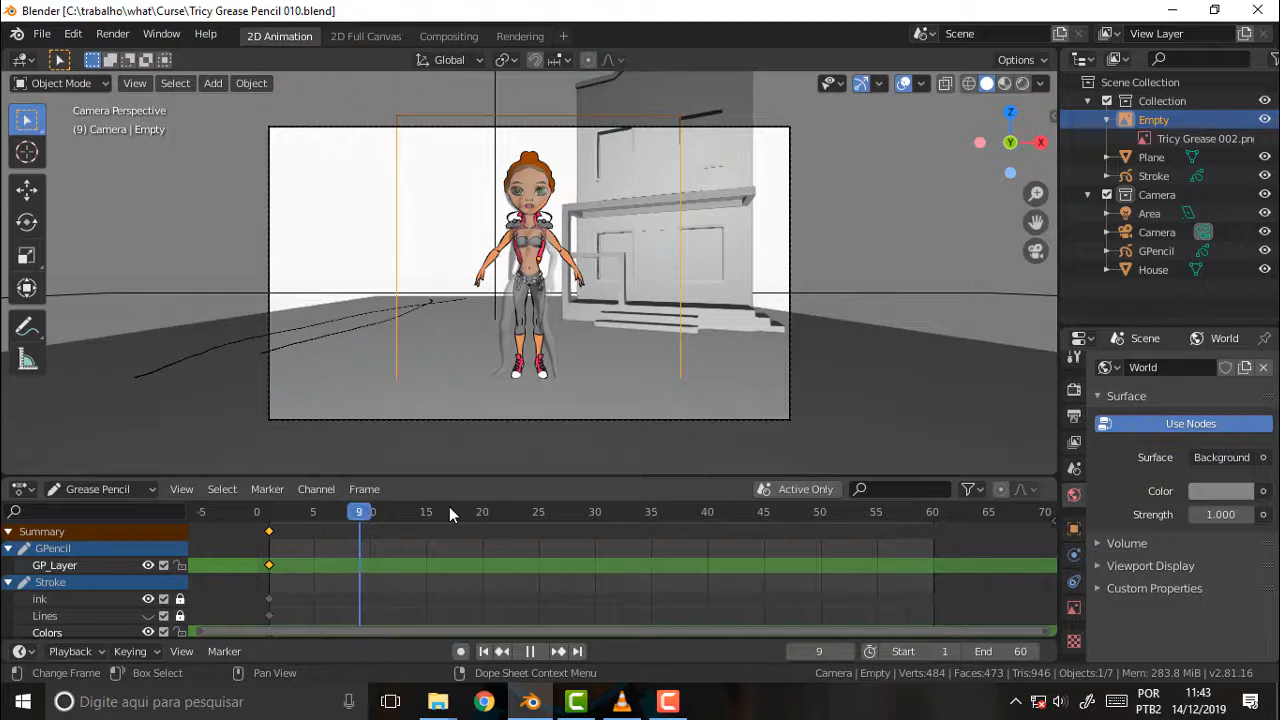 Blender [C:\trabalho\what\Curse\Tricy Grease Pencil 010.blend]
File Edit Render Window Help 2D Animation 2D Full Canvas Compositing Rendering + Scene View Layer
Global Options
Object Mode View Select Add Object
Camera Perspective
(9) Camera | Empty
Z
Y
X
Scene Collection
Collection
Empty
Tricy Grease 002.pn
Plane
Stroke
Camera
Area
Camera
GPencil
House
Scene World
World
Surface
Use Nodes
Surface Background
Color
Strength 1.000
Volume
Viewport Display
Custom Properties
Grease Pencil View Select Marker Channel Frame Active Only
-5 0 5 9 0 15 20 25 30 35 40 45 50 55 60 65 70
Summary
GPencil
GP_Layer
Stroke
ink
Lines
Colors
Playback Keying View Marker 9 Start 1 End 60
Change Frame Box Select Pan View Dope Sheet Context Menu Camera | Empty | Verts:484 | Faces:473 | Tris:946 | Objects:1/7 | Mem: 283.8 MiB | v2.81.16
Digite aqui para pesquisar
POR
PTB2
11:43
14/12/2019